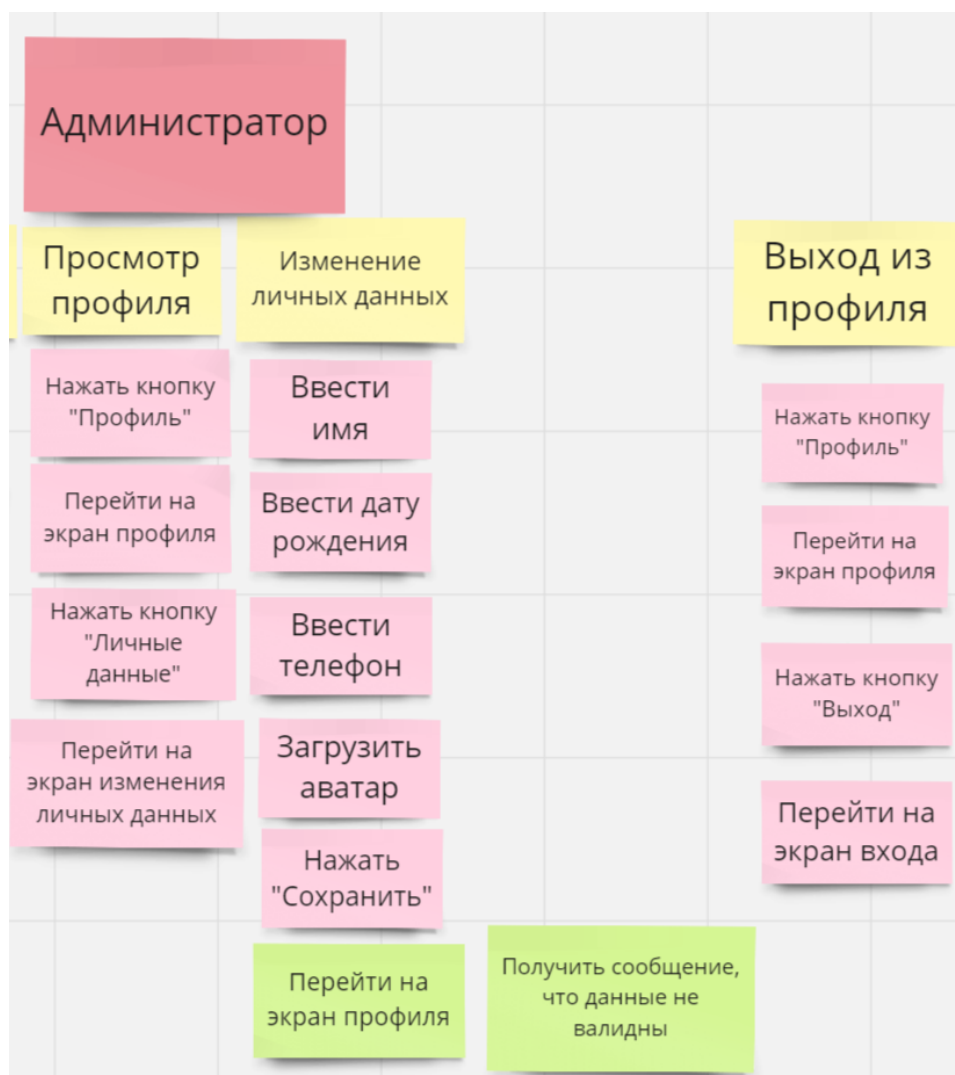 Администратор
Просмотр
профиля
Изменение
личных данных
Выход из
профиля
Нажать кнопку
"Профиль"
Ввести
имя
Нажать кнопку
"Профиль"
Перейти на
экран профиля
Ввести дату
рождения
Перейти на
экран профиля
Нажать кнопку
"Личные
данные"
Ввести
телефон
Нажать кнопку
"Выход"
Перейти на
экран изменения
личных данных
Загрузить
аватар
Перейти на
экран входа
Нажать
"Сохранить"
Перейти на
экран профиля
Получить сообщение,
что данные не
валидны